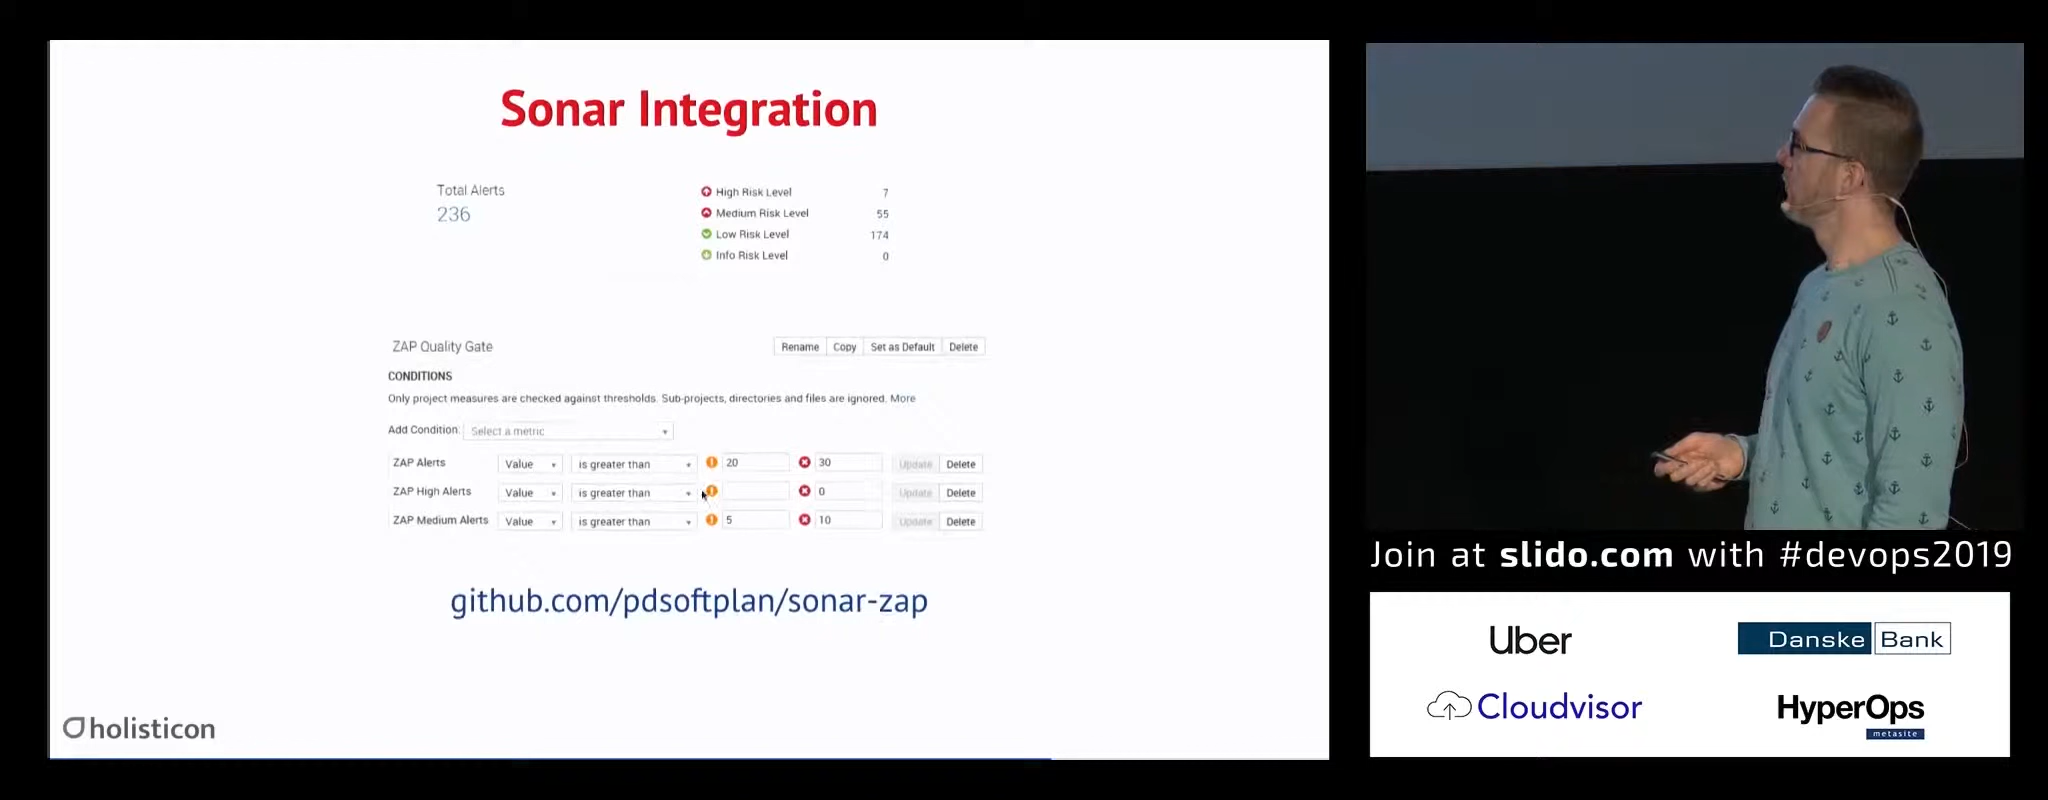 Sonar Integration
Total Alerts
236
High Risk Level 7
Medium Risk Level 55
Low Risk Level 174
Info Risk Level 0
ZAP Quality Gate
Rename Copy Set as Default Delete
CONDITIONS
Only project measures are checked against thresholds. Sub-projects, directories and files are ignored. More
Add Condition: Select a metric
ZAP Alerts Value is greater than 20 30 Update Delete
ZAP High Alerts Value is greater than 0 Update Delete
ZAP Medium Alerts Value is greater than 5 10 Update Delete
github.com/pdsoftplan/sonar-zap
holisticon
Join at slido.com with #devops2019
Uber
Danske Bank
Cloudvisor
HyperOps
metasite